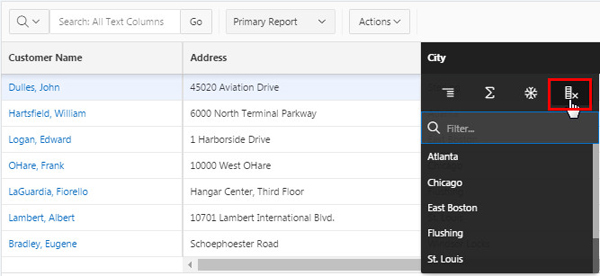 Search: All Text Columns Go Primary Report Actions
Customer Name Address City
Dulles, John 45020 Aviation Drive
Hartsfield, William 6000 North Terminal Parkway
Logan, Edward 1 Harborside Drive Filter...
OHare, Frank 10000 West OHare Atlanta
LaGuardia, Fiorello Hangar Center, Third Floor Chicago
Lambert, Albert 10701 Lambert International Blvd. East Boston
Bradley, Eugene Schoephoester Road Flushing
St. Louis